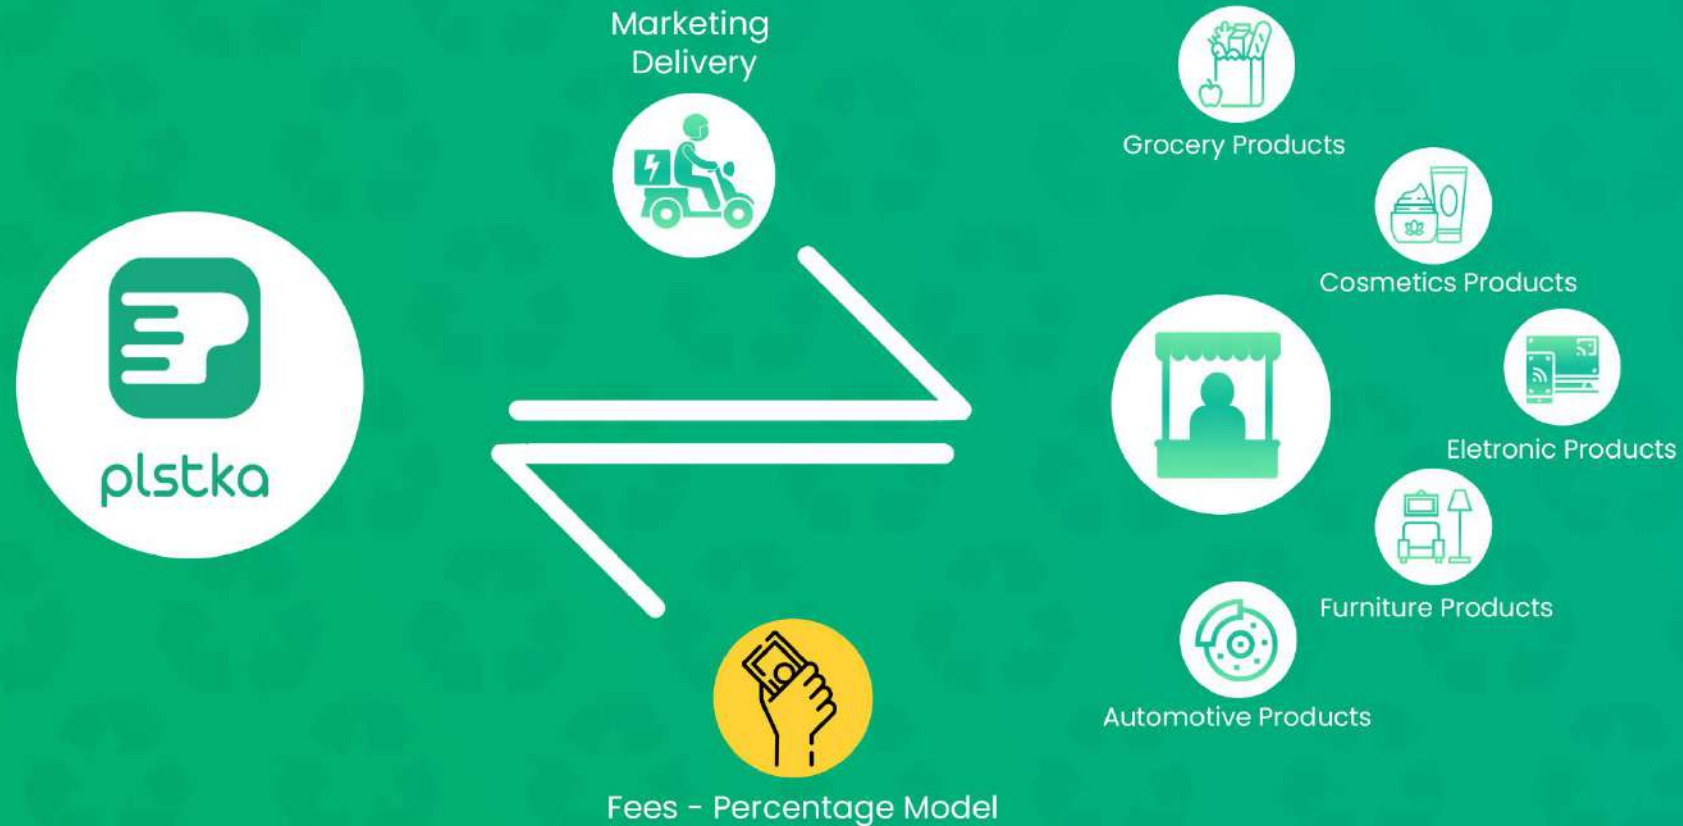 Marketing
Delivery
Grocery Products
Cosmetics Products
plstka
Eletronic Products
Furniture Products
Automotive Products
Fees - Percentage Model